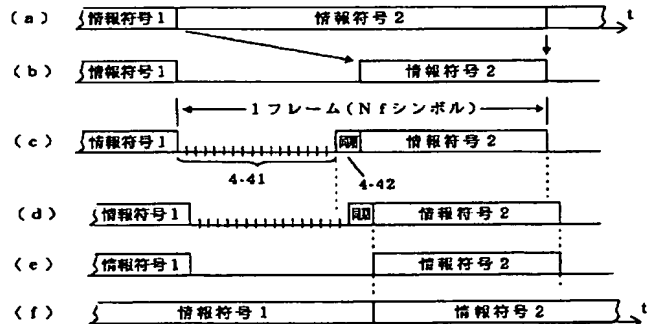 (a) 情報符号1 情報符号2 t
(b) 情報符号1 情報符号2
1フレーム(Nfシンボル)
(c) 情報符号1 同期 情報符号2
4-41 4-42
(d) 情報符号1 情報符号2
(e) 情報符号1 情報符号2
(f) 情報符号1 情報符号2 t